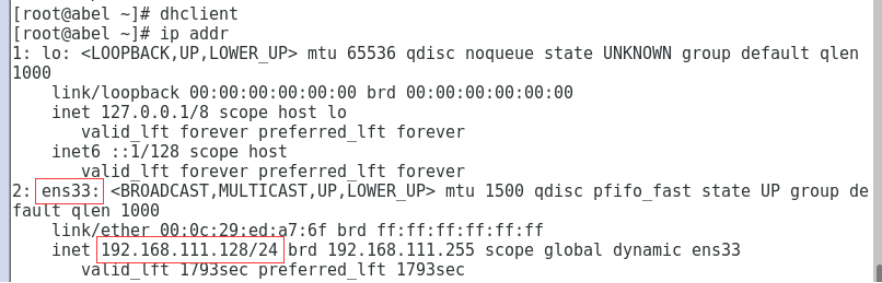 [root@abel ~]# dhclient
[root@abel ~]# ip addr
1: lo: <LOOPBACK,UP,LOWER_UP> mtu 65536 qdisc noqueue state UNKNOWN group default qlen
1000
    link/loopback 00:00:00:00:00:00 brd 00:00:00:00:00:00
    inet 127.0.0.1/8 scope host lo
       valid_lft forever preferred_lft forever
    inet6 ::1/128 scope host
       valid_lft forever preferred_lft forever
2: ens33: <BROADCAST,MULTICAST,UP,LOWER_UP> mtu 1500 qdisc pfifo_fast state UP group de
fault qlen 1000
    link/ether 00:0c:29:ed:a7:6f brd ff:ff:ff:ff:ff:ff
    inet 192.168.111.128/24 brd 192.168.111.255 scope global dynamic ens33
       valid_lft 1793sec preferred_lft 1793sec